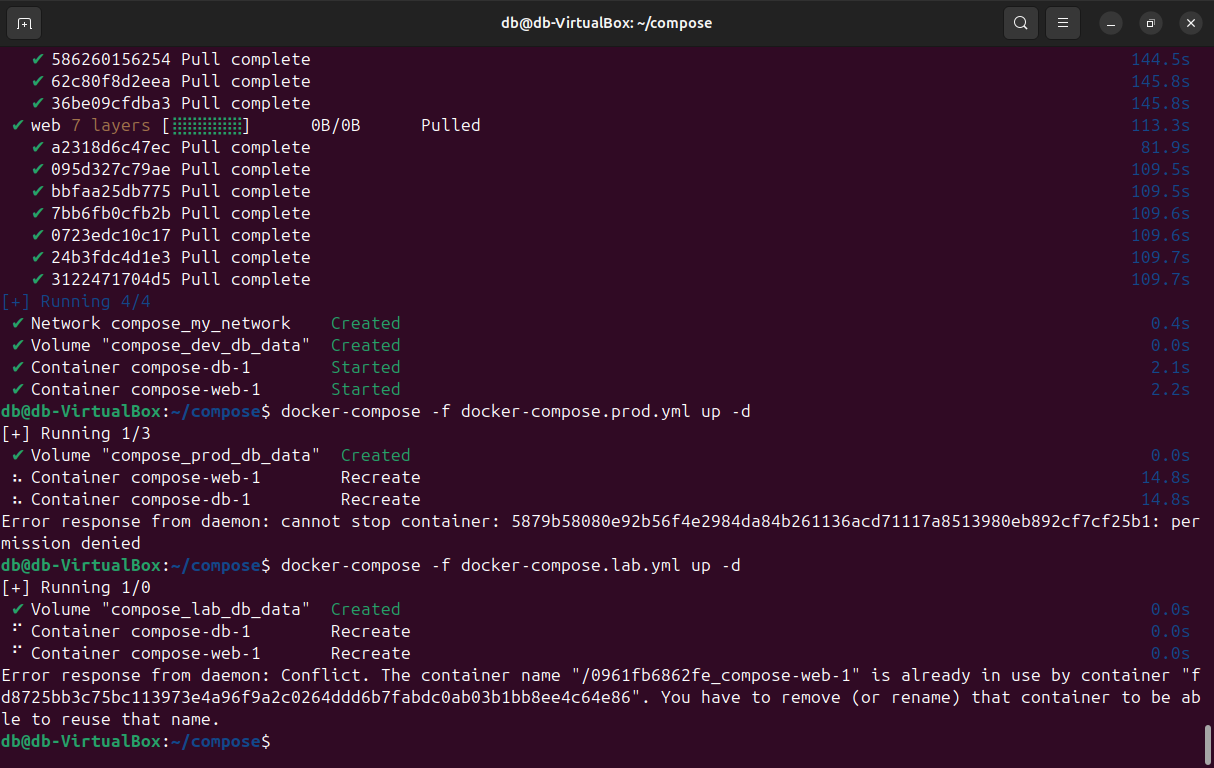 db@db-VirtualBox: ~/compose
✔ 586260156254 Pull complete 144.5s
✔ 62c80f8d2eea Pull complete 145.8s
✔ 36be09cfdba3 Pull complete 145.8s
✔ web 7 layers [⣿⣿⣿⣿⣿⣿⣿] 0B/0B Pulled 113.3s
✔ a2318d6c47ec Pull complete 81.9s
✔ 095d327c79ae Pull complete 109.5s
✔ bbfaa25db775 Pull complete 109.5s
✔ 7bb6fb0cfb2b Pull complete 109.6s
✔ 0723edc10c17 Pull complete 109.6s
✔ 24b3fdc4d1e3 Pull complete 109.7s
✔ 3122471704d5 Pull complete 109.7s
[+] Running 4/4
✔ Network compose_my_network Created 0.4s
✔ Volume "compose_dev_db_data" Created 0.0s
✔ Container compose-db-1 Started 2.1s
✔ Container compose-web-1 Started 2.2s
db@db-VirtualBox:~/compose$ docker-compose -f docker-compose.prod.yml up -d
[+] Running 1/3
✔ Volume "compose_prod_db_data" Created 0.0s
⠦ Container compose-web-1 Recreate 14.8s
⠦ Container compose-db-1 Recreate 14.8s
Error response from daemon: cannot stop container: 5879b58080e92b56f4e2984da84b261136acd71117a8513980eb892cf7cf25b1: per
mission denied
db@db-VirtualBox:~/compose$ docker-compose -f docker-compose.lab.yml up -d
[+] Running 1/0
✔ Volume "compose_lab_db_data" Created 0.0s
⠋ Container compose-db-1 Recreate 0.0s
⠋ Container compose-web-1 Recreate 0.0s
Error response from daemon: Conflict. The container name "/0961fb6862fe_compose-web-1" is already in use by container "f
d8725bb3c75bc113973e4a96f9a2c0264ddd6b7fabdc0ab03b1bb8ee4c64e86". You have to remove (or rename) that container to be ab
le to reuse that name.
db@db-VirtualBox:~/compose$